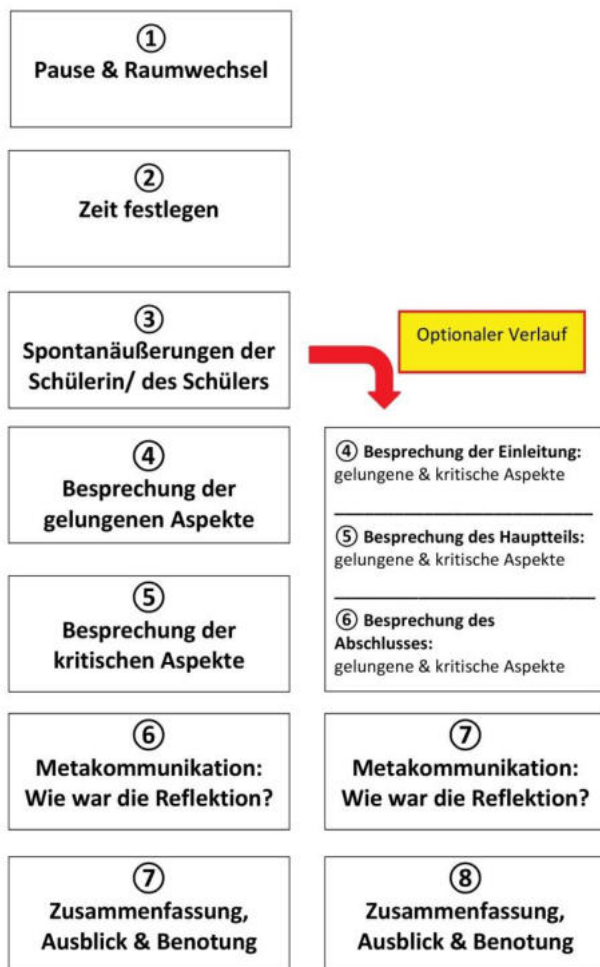 ①
Pause & Raumwechsel
②
Zeit festlegen
③
Spontanäußerungen der
Schülerin/ des Schülers
Optionaler Verlauf
④
Besprechung der
gelungenen Aspekte
⑤
Besprechung der
kritischen Aspekte
④ Besprechung der Einleitung:
gelungene & kritische Aspekte
⑤ Besprechung des Hauptteils:
gelungene & kritische Aspekte
⑥ Besprechung des
Abschlusses:
gelungene & kritische Aspekte
⑥
Metakommunikation:
Wie war die Reflektion?
⑦
Metakommunikation:
Wie war die Reflektion?
⑦
Zusammenfassung,
Ausblick & Benotung
⑧
Zusammenfassung,
Ausblick & Benotung